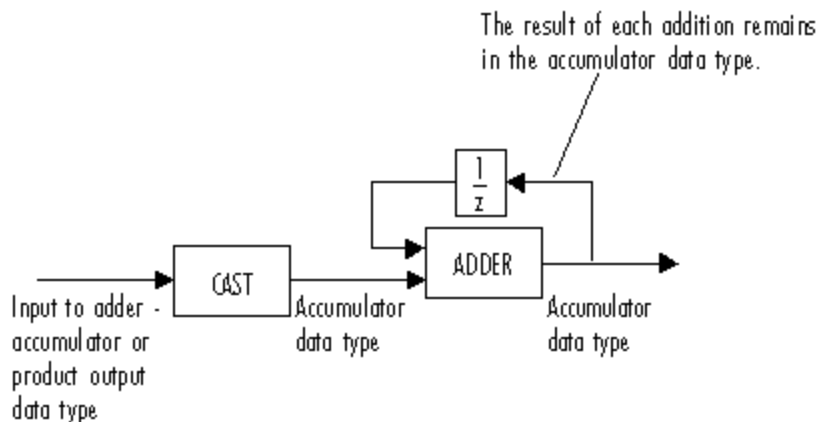 The result of each addition remains
in the accumulator data type.
1
z
ADDER
CAST
Input to adder -
accumulator or
product output
data type
Accumulator
data type
Accumulator
data type